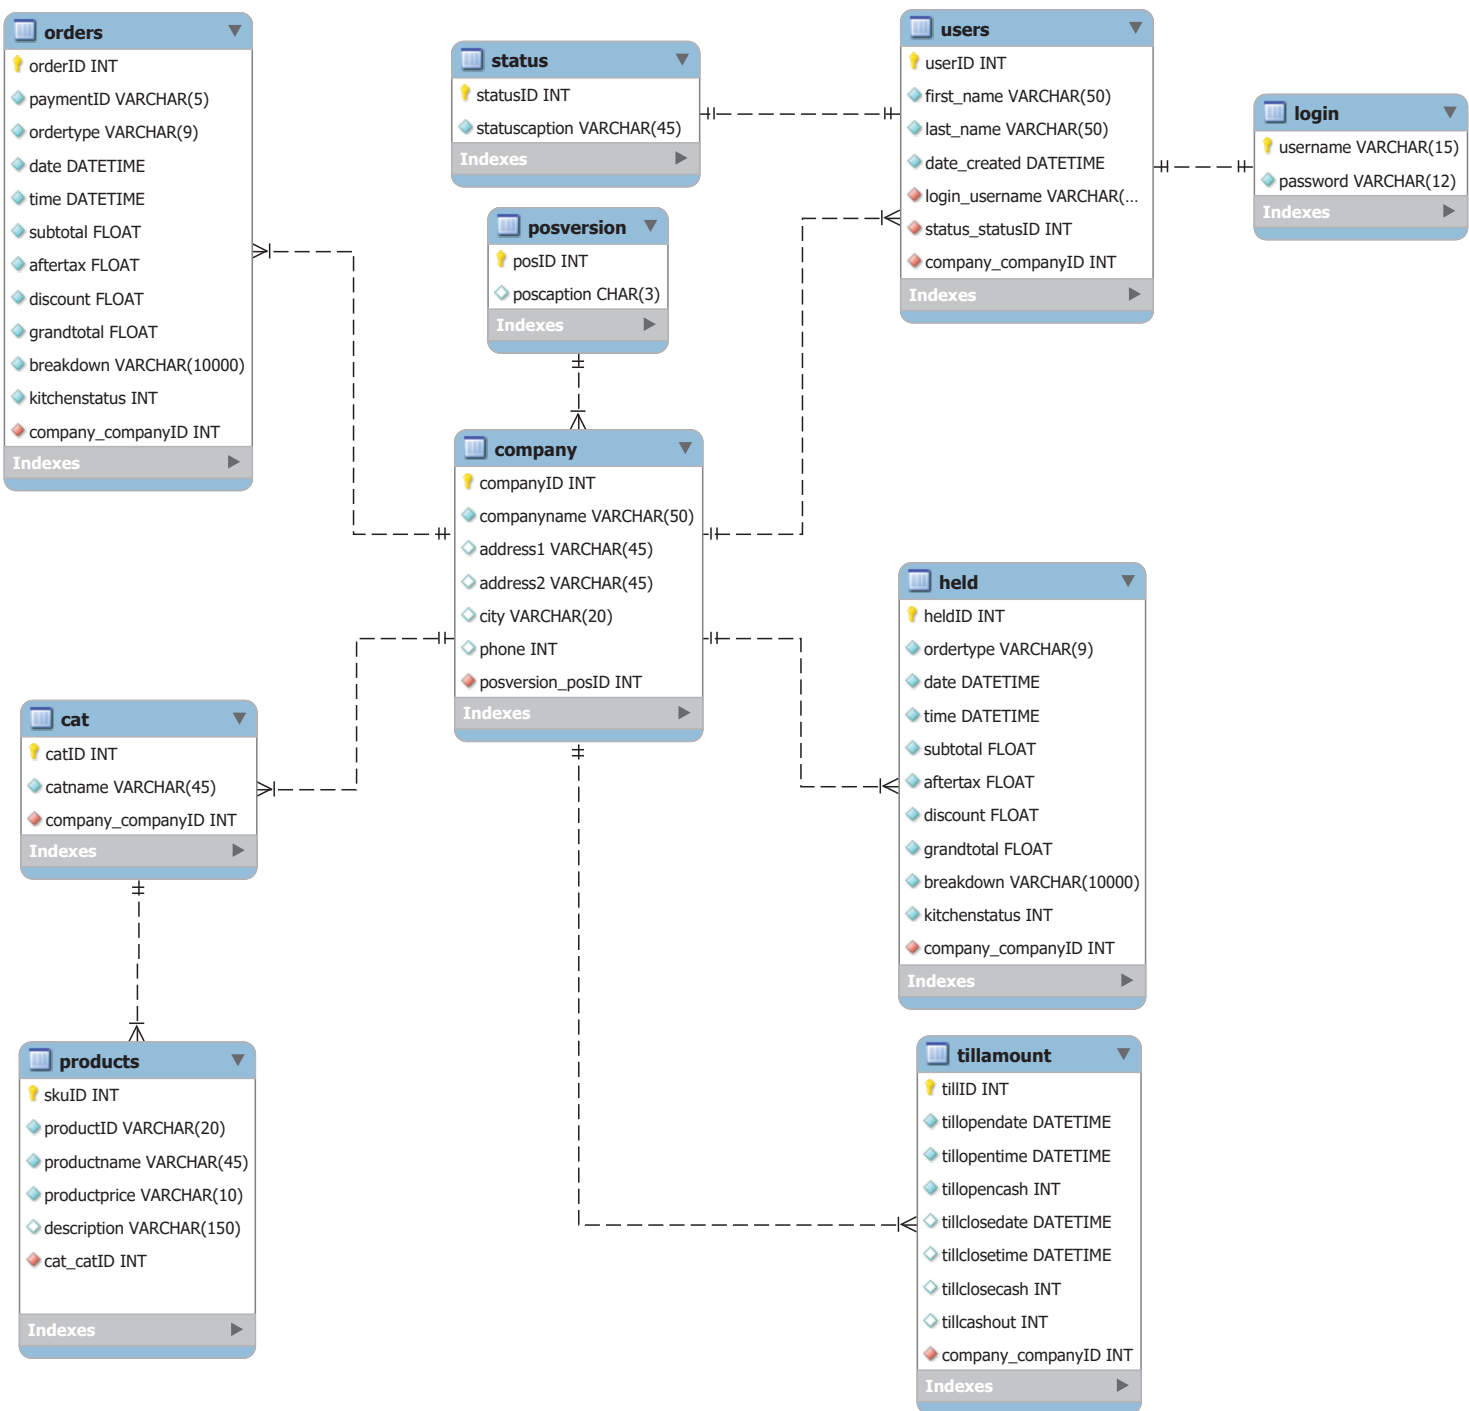 orders
orderID INT
paymentID VARCHAR(5)
ordertype VARCHAR(9)
date DATETIME
time DATETIME
subtotal FLOAT
aftertax FLOAT
discount FLOAT
grandtotal FLOAT
breakdown VARCHAR(10000)
kitchenstatus INT
company_companyID INT
Indexes
status
statusID INT
statuscaption VARCHAR(45)
Indexes
users
userID INT
first_name VARCHAR(50)
last_name VARCHAR(50)
date_created DATETIME
login_username VARCHAR(...
status_statusID INT
company_companyID INT
Indexes
login
username VARCHAR(15)
password VARCHAR(12)
Indexes
posversion
posID INT
poscaption CHAR(3)
Indexes
company
companyID INT
companyname VARCHAR(50)
address1 VARCHAR(45)
address2 VARCHAR(45)
city VARCHAR(20)
phone INT
posversion_posID INT
Indexes
held
heldID INT
ordertype VARCHAR(9)
date DATETIME
time DATETIME
subtotal FLOAT
aftertax FLOAT
discount FLOAT
grandtotal FLOAT
breakdown VARCHAR(10000)
kitchenstatus INT
company_companyID INT
Indexes
cat
catID INT
catname VARCHAR(45)
company_companyID INT
Indexes
products
skuID INT
productID VARCHAR(20)
productname VARCHAR(45)
productprice VARCHAR(10)
description VARCHAR(150)
cat_catID INT
Indexes
tillamount
tillID INT
tillopendate DATETIME
tillopentime DATETIME
tillopencash INT
tillclosedate DATETIME
tillclosetime DATETIME
tillclosecash INT
tillcashout INT
company_companyID INT
Indexes